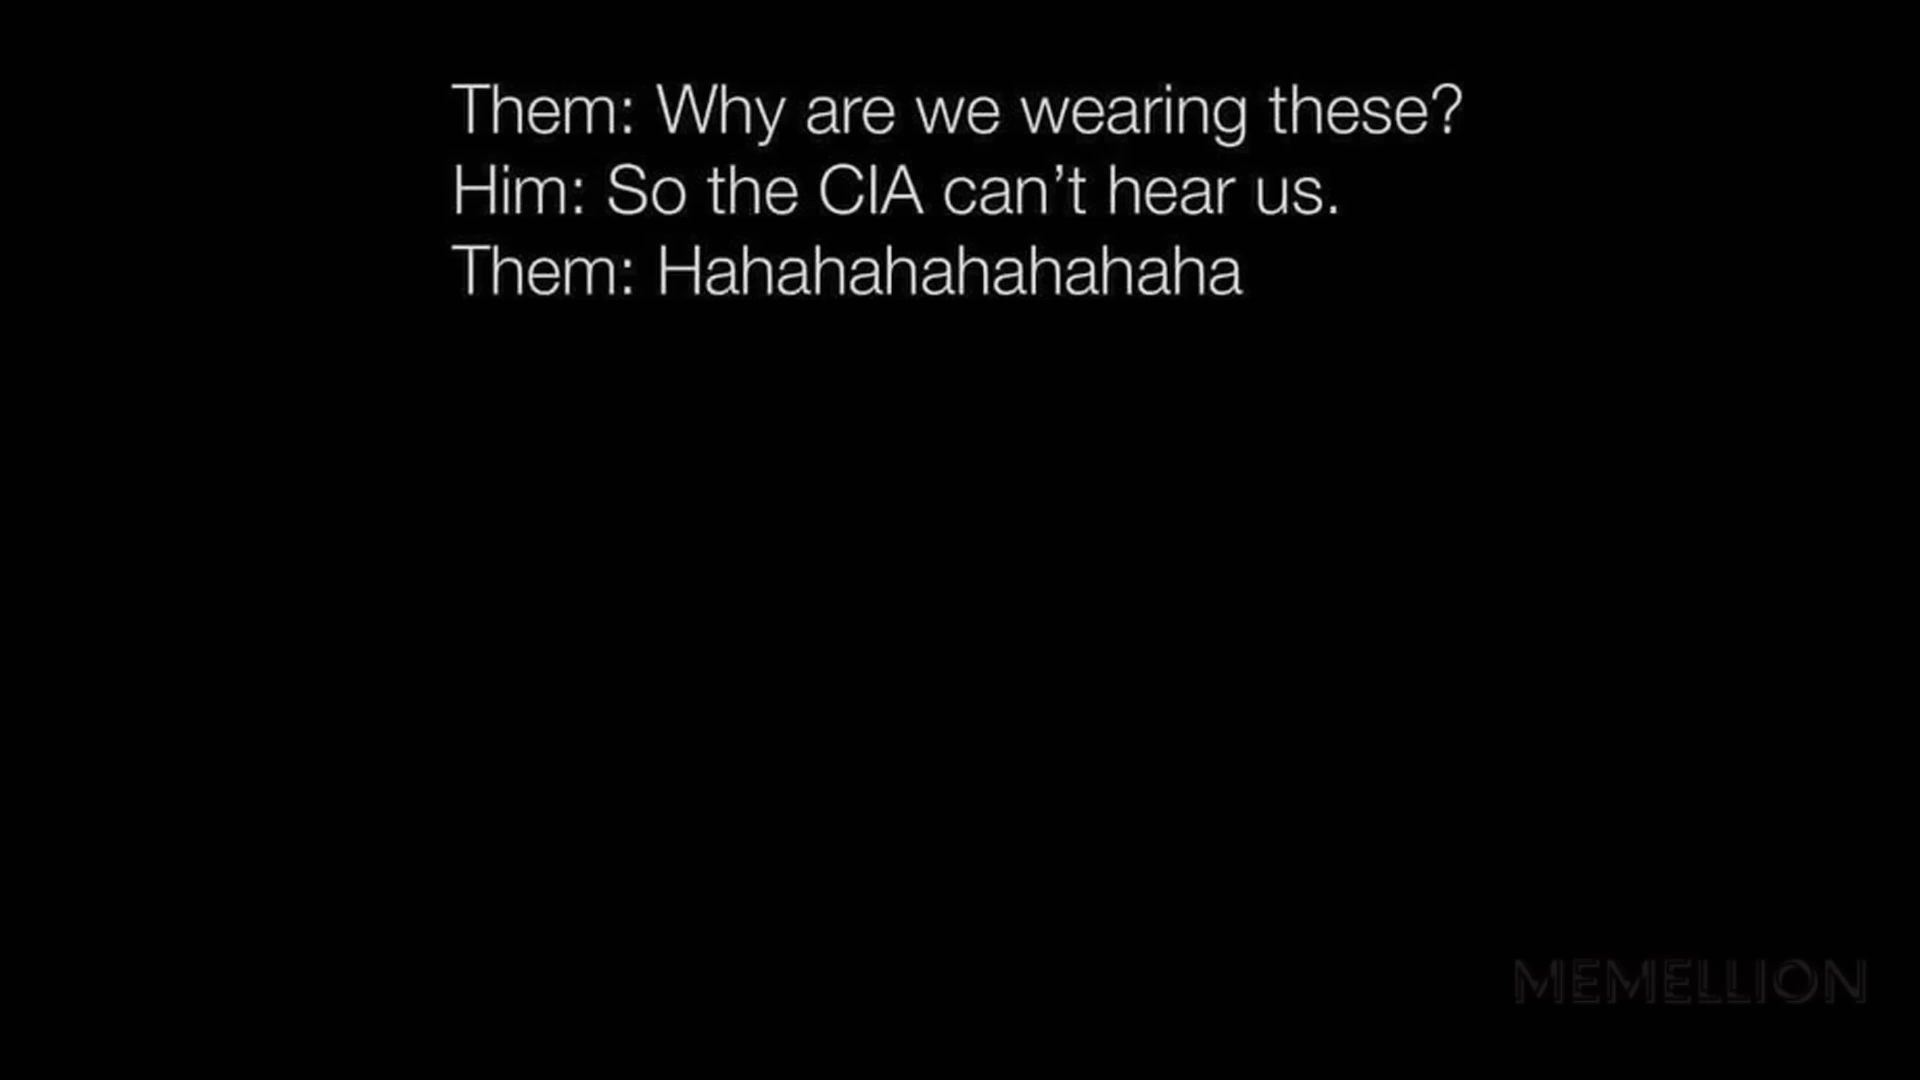 Them: Why are we wearing these?
Him: So the CIA can’t hear us.
Them: Hahahahahahahaha
MEMELLION